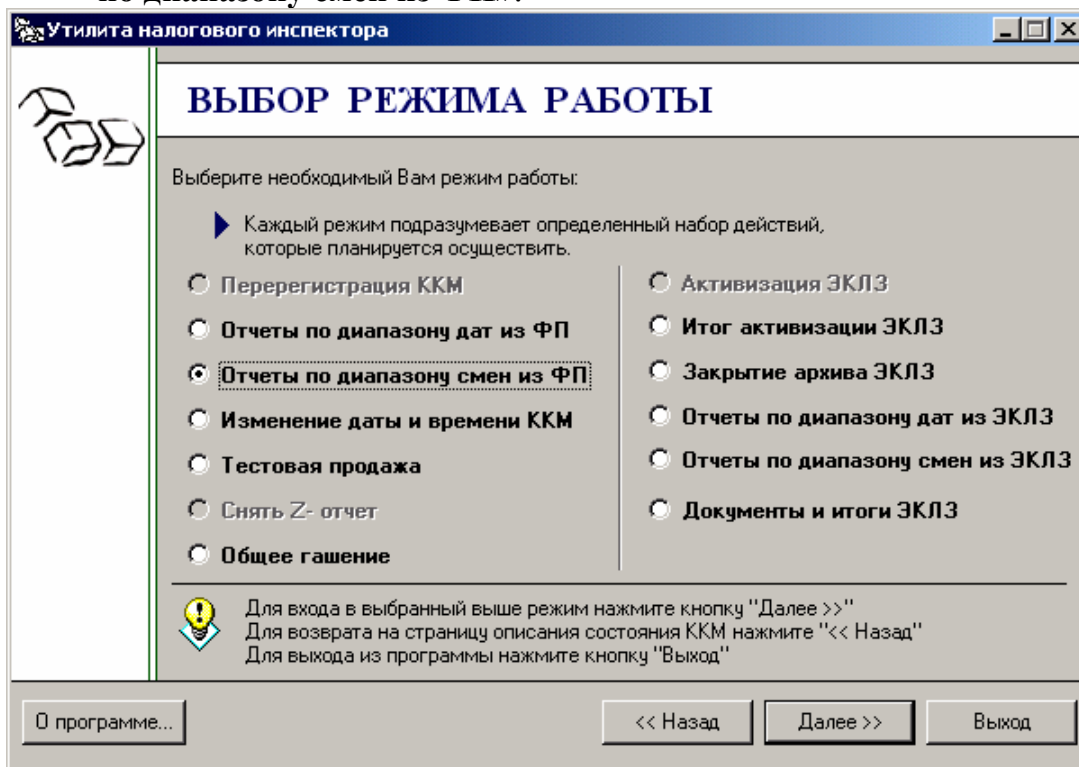 по диапазону смен из ФП».
Утилита налогового инспектора
ВЫБОР РЕЖИМА РАБОТЫ
Выберите необходимый Вам режим работы:
Каждый режим подразумевает определенный набор действий,
которые планируется осуществить.
Перерегистрация ККМ
Отчеты по диапазону дат из ФП
Отчеты по диапазону смен из ФП
Изменение даты и времени ККМ
Тестовая продажа
Снять Z- отчет
Общее гашение
Активизация ЭКЛЗ
Итог активизации ЭКЛЗ
Закрытие архива ЭКЛЗ
Отчеты по диапазону дат из ЭКЛЗ
Отчеты по диапазону смен из ЭКЛЗ
Документы и итоги ЭКЛЗ
Для входа в выбранный выше режим нажмите кнопку "Далее >>"
Для возврата на страницу описания состояния ККМ нажмите "<< Назад"
Для выхода из программы нажмите кнопку "Выход"
О программе...
<< Назад
Далее >>
Выход